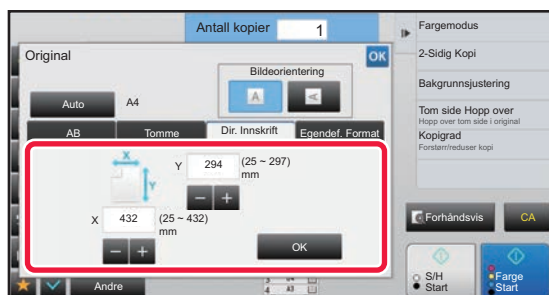 Antall kopier 1
Original
OK
Bildeorientering
A A
Auto A4
AB Tomme Dir. Innskrift Egendef. Format
X
Y
Y 294 (25 ~ 297)
mm
X 432 (25 ~ 432)
mm
OK
Andre
Fargemodus
2-Sidig Kopi
Bakgrunnsjustering
Tom side Hopp over
Hopp over tom side i original
Kopigrad
Forstørr/reduser kopi
Forhåndsvis CA
S/H
Start
Farge
Start